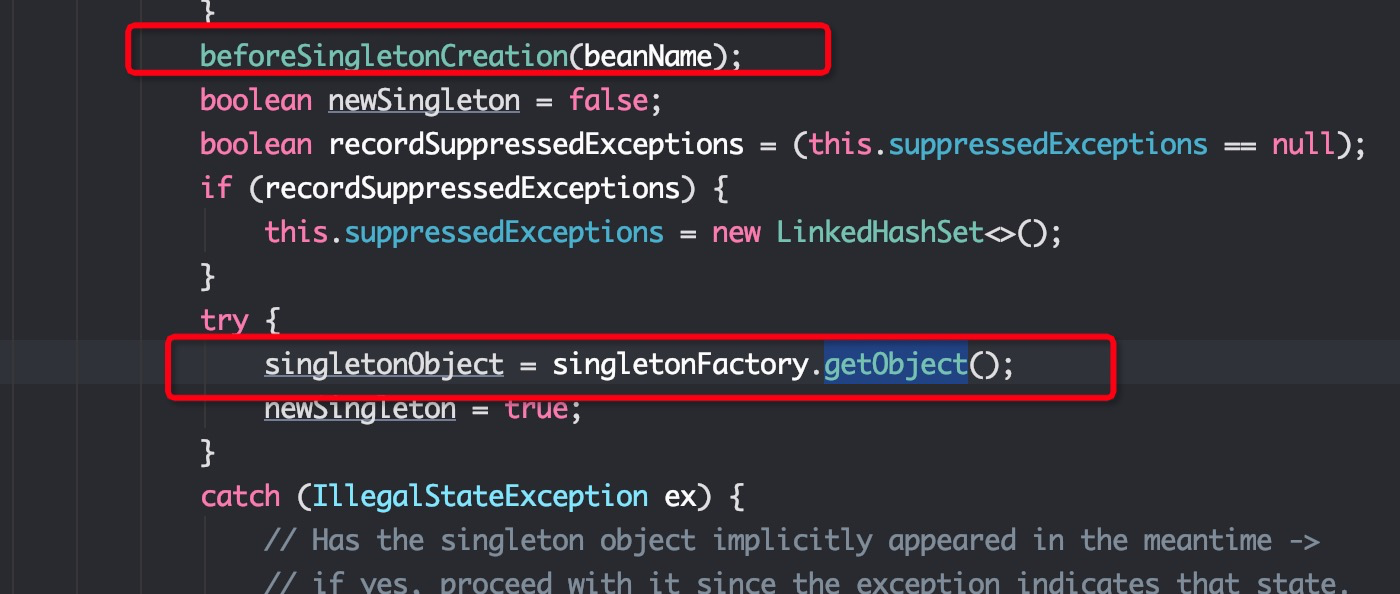 }
beforeSingletonCreation(beanName);
boolean newSingleton = false;
boolean recordSuppressedExceptions = (this.suppressedExceptions == null);
if (recordSuppressedExceptions) {
this.suppressedExceptions = new LinkedHashSet<>();
}
try {
singletonObject = singletonFactory.getObject();
newSingleton = true;
}
catch (IllegalStateException ex) {
// Has the singleton object implicitly appeared in the meantime ->
// if yes, proceed with it since the exception indicates that state.